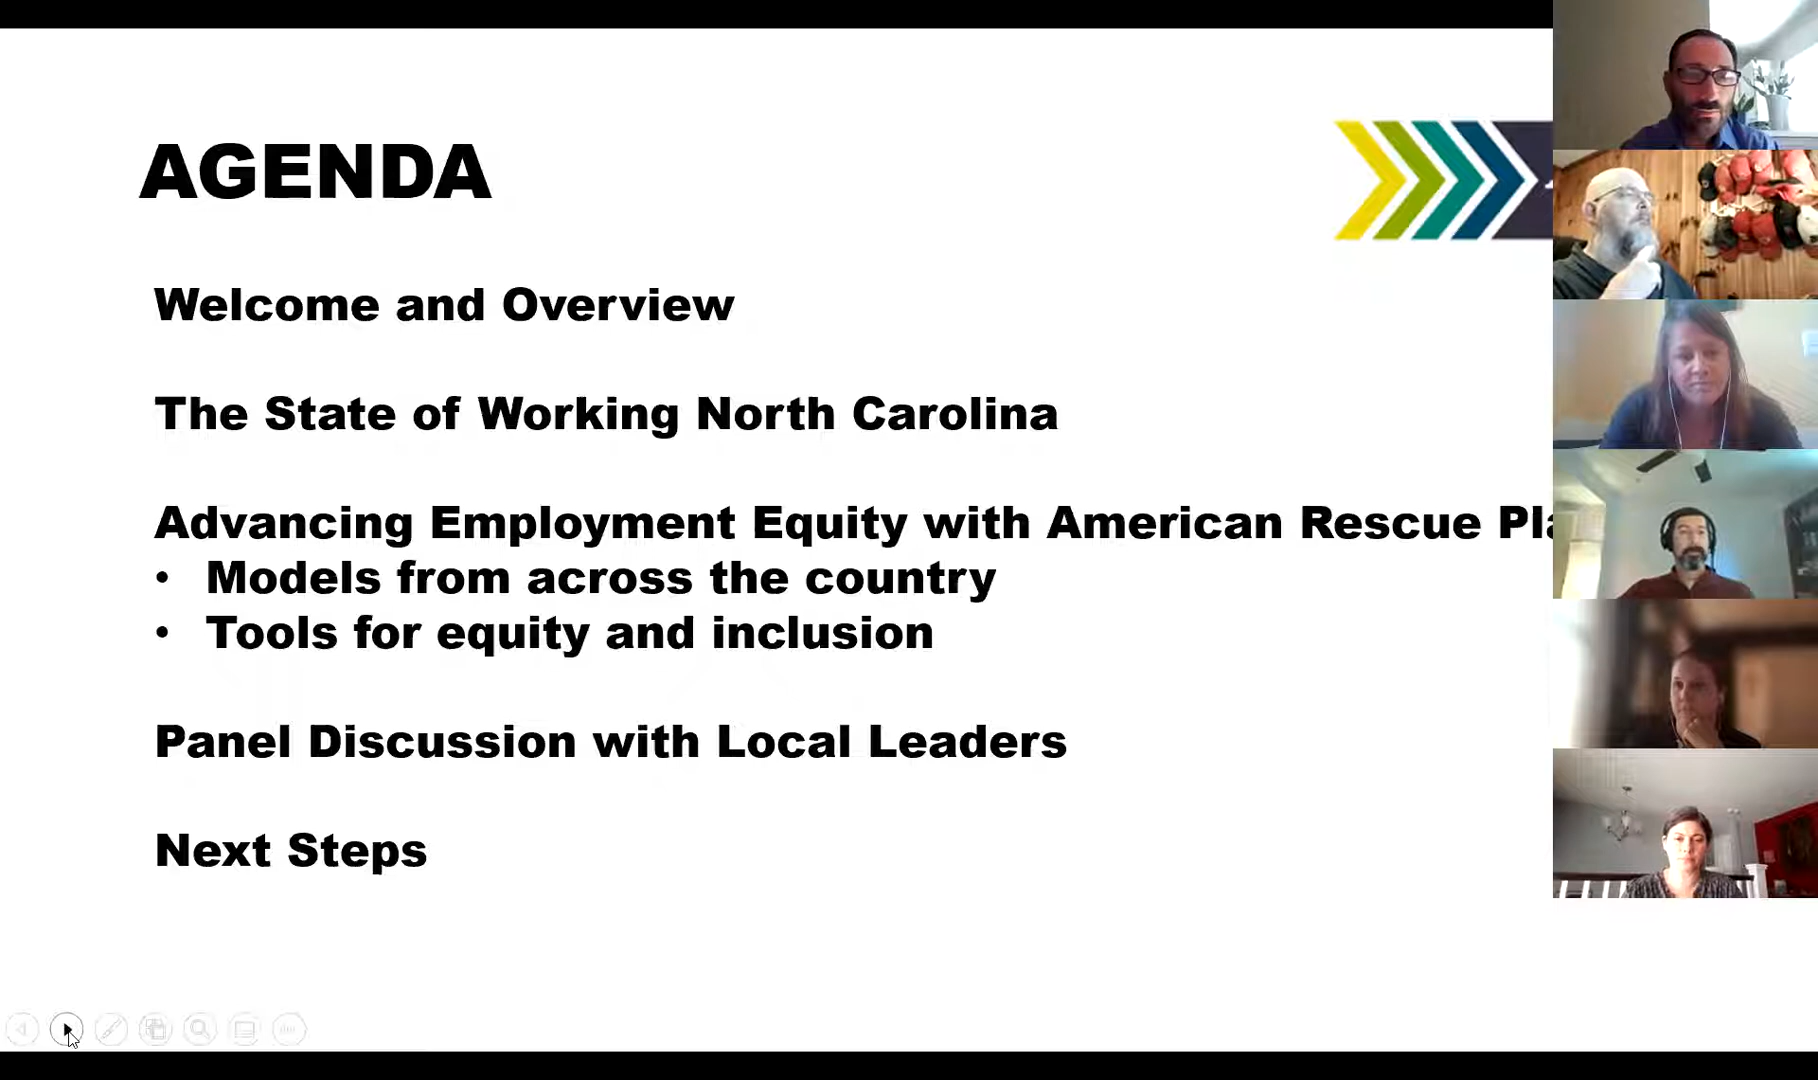 AGENDA
Welcome and Overview
The State of Working North Carolina
Advancing Employment Equity with American Rescue
• Models from across the country
• Tools for equity and inclusion
Panel Discussion with Local Leaders
Next Steps